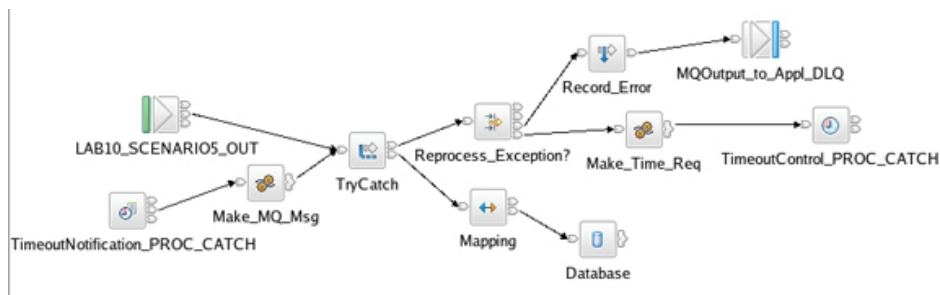 Record_Error
MQOutput_to_Appl_DLQ
LAB10_SCENARIO5_OUT
Reprocess_Exception?
Make_Time_Req
TimeoutControl_PROC_CATCH
TryCatch
Make_MQ_Msg
TimeoutNotification_PROC_CATCH
Mapping
Database